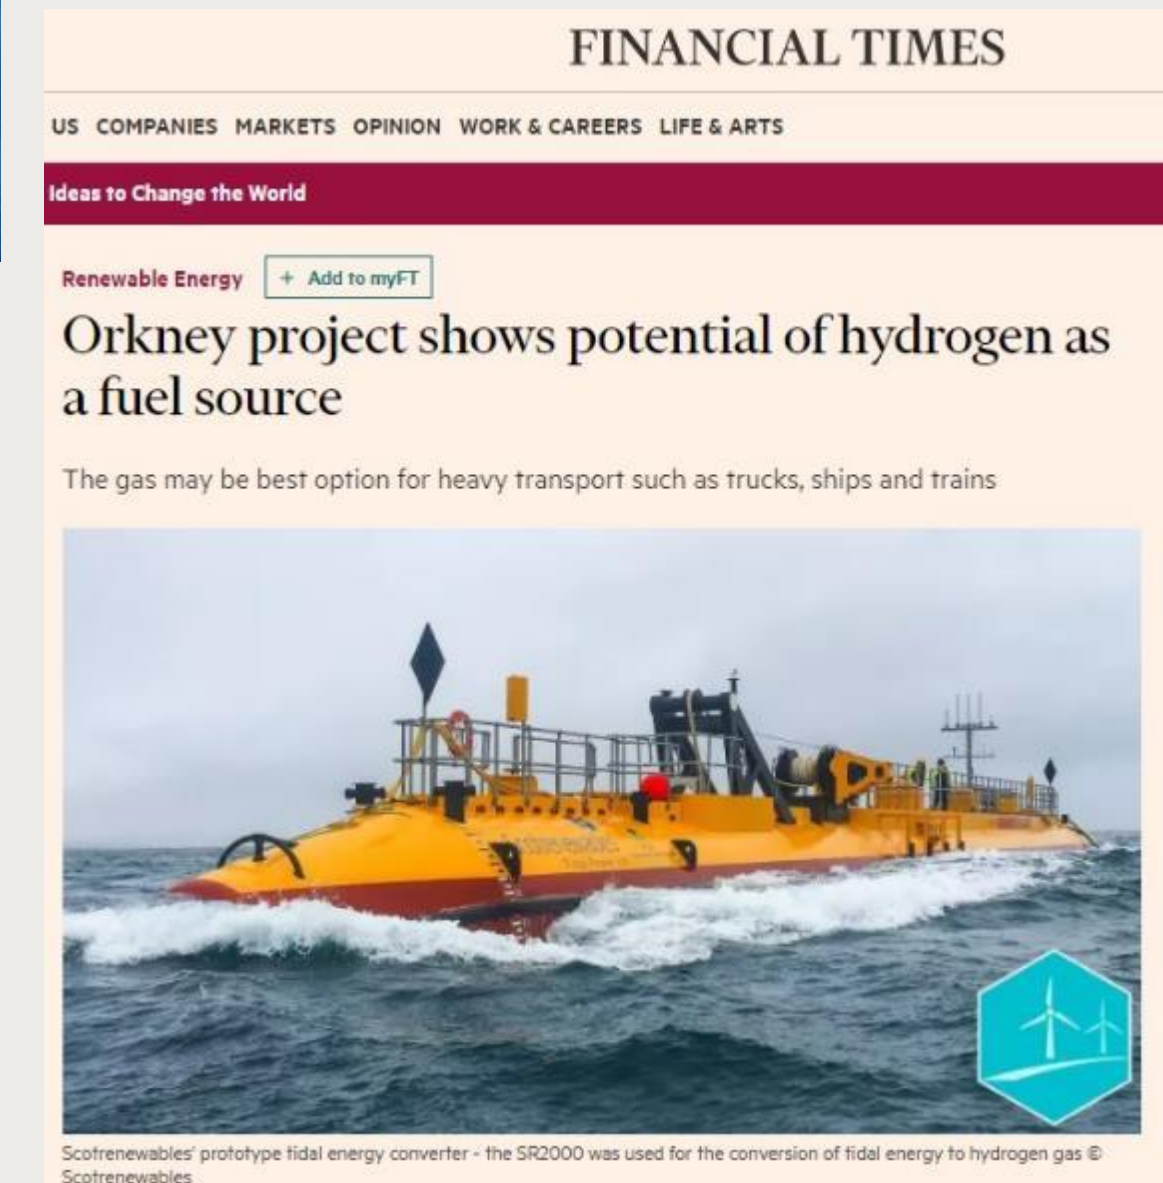 FINANCIAL TIMES
US COMPANIES MARKETS OPINION WORK & CAREERS LIFE & ARTS
Ideas to Change the World
Renewable Energy + Add to myFT
Orkney project shows potential of hydrogen as
a fuel source
The gas may be best option for heavy transport such as trucks, ships and trains
Scotrenewables' prototype tidal energy converter - the SR2000 was used for the conversion of tidal energy to hydrogen gas ©
Scotrenewables